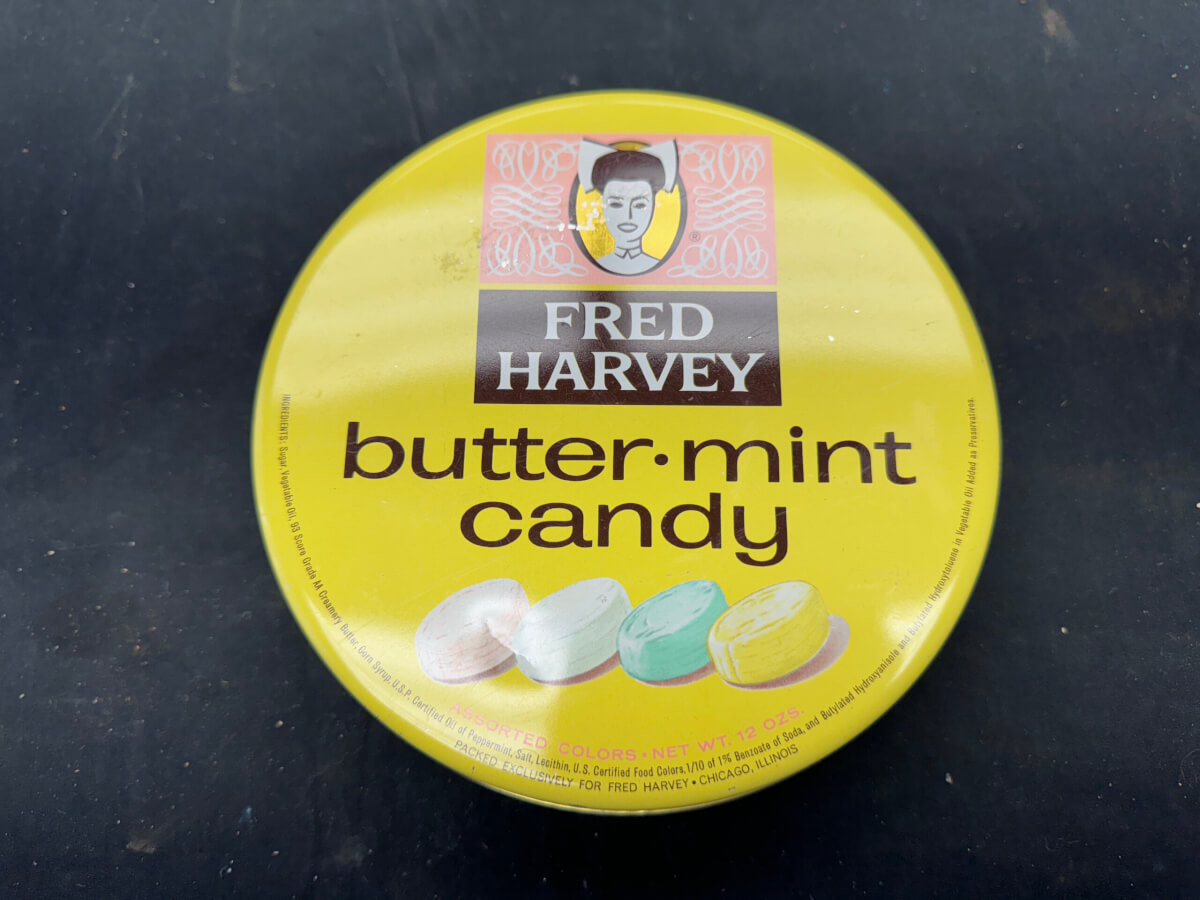 ®
FRED
HARVEY
butter·mint
candy
ASSORTED COLORS • NET WT. 12 OZS.
INGREDIENTS: Sugar, Vegetable Oil, 93 Score Grade AA Creamery Butter, Corn Syrup, U.S.P. Certified Oil of Peppermint, Salt, Lecithin, U.S. Certified Food Colors, 1/10 of 1% Benzoate of Soda, and Butylated Hydroxyanisole and Butylated Hydroxytoluene in Vegetable Oil Added as Preservatives.
PACKED EXCLUSIVELY FOR FRED HARVEY • CHICAGO, ILLINOIS